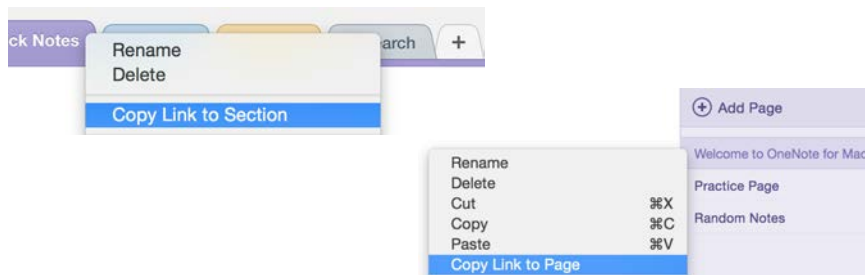 ck Notes
arch +
Rename
Delete
Copy Link to Section
Add Page
Welcome to OneNote for Mac
Practice Page
Random Notes
Rename
Delete
Cut ⌘X
Copy ⌘C
Paste ⌘V
Copy Link to Page